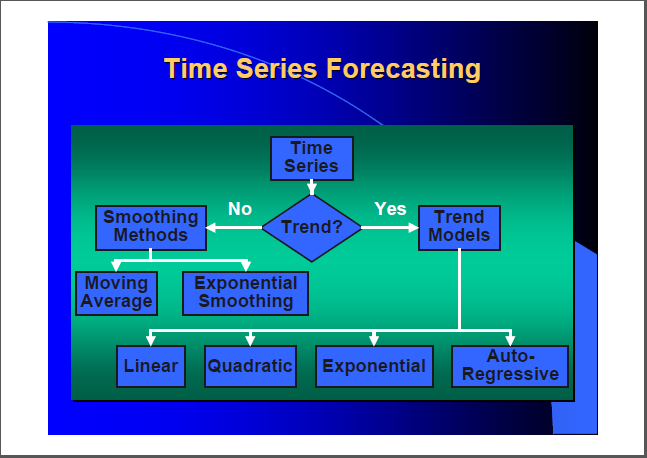 Time Series Forecasting
Time
Series
No
Yes
Trend?
Smoothing
Methods
Trend
Models
Moving
Average
Exponential
Smoothing
Linear
Quadratic
Exponential
Auto-
Regressive